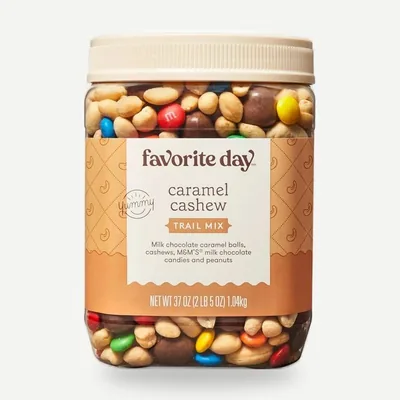 favorite day™
Yummy
caramel
cashew
TRAIL MIX
Milk chocolate caramel balls,
cashews, M&M'S® milk chocolate
candies and peanuts
NET WT 37 OZ (2 LB 5 OZ) 1.04kg
m